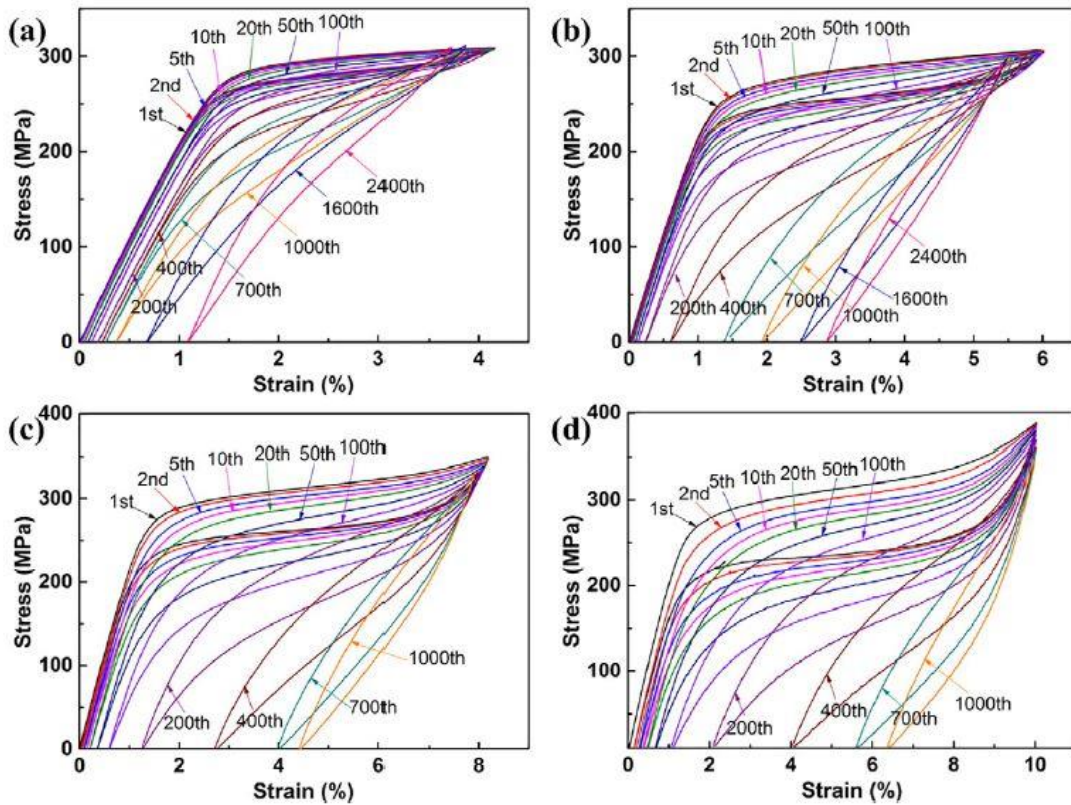 (a)
300
200
100
0
Stress (MPa)
1st
2nd
5th
10th
20th
50th
100th
200th
400th
700th
1000th
1600th
2400th
0
1
2
3
4
Strain (%)
(b)
300
200
100
0
Stress (MPa)
1st
2nd
5th
10th
20th
50th
100th
200th
400th
700th
1000th
1600th
2400th
0
1
2
3
4
5
6
Strain (%)
(c)
400
300
200
100
0
Stress (MPa)
1st
2nd
5th
10th
20th
50th
100th
200th
400th
700th
1000th
0
2
4
6
8
Strain (%)
(d)
400
300
200
100
Stress (MPa)
1st
2nd
5th
10th
20th
50th
100th
200th
400th
700th
1000th
0
2
4
6
8
10
Strain (%)